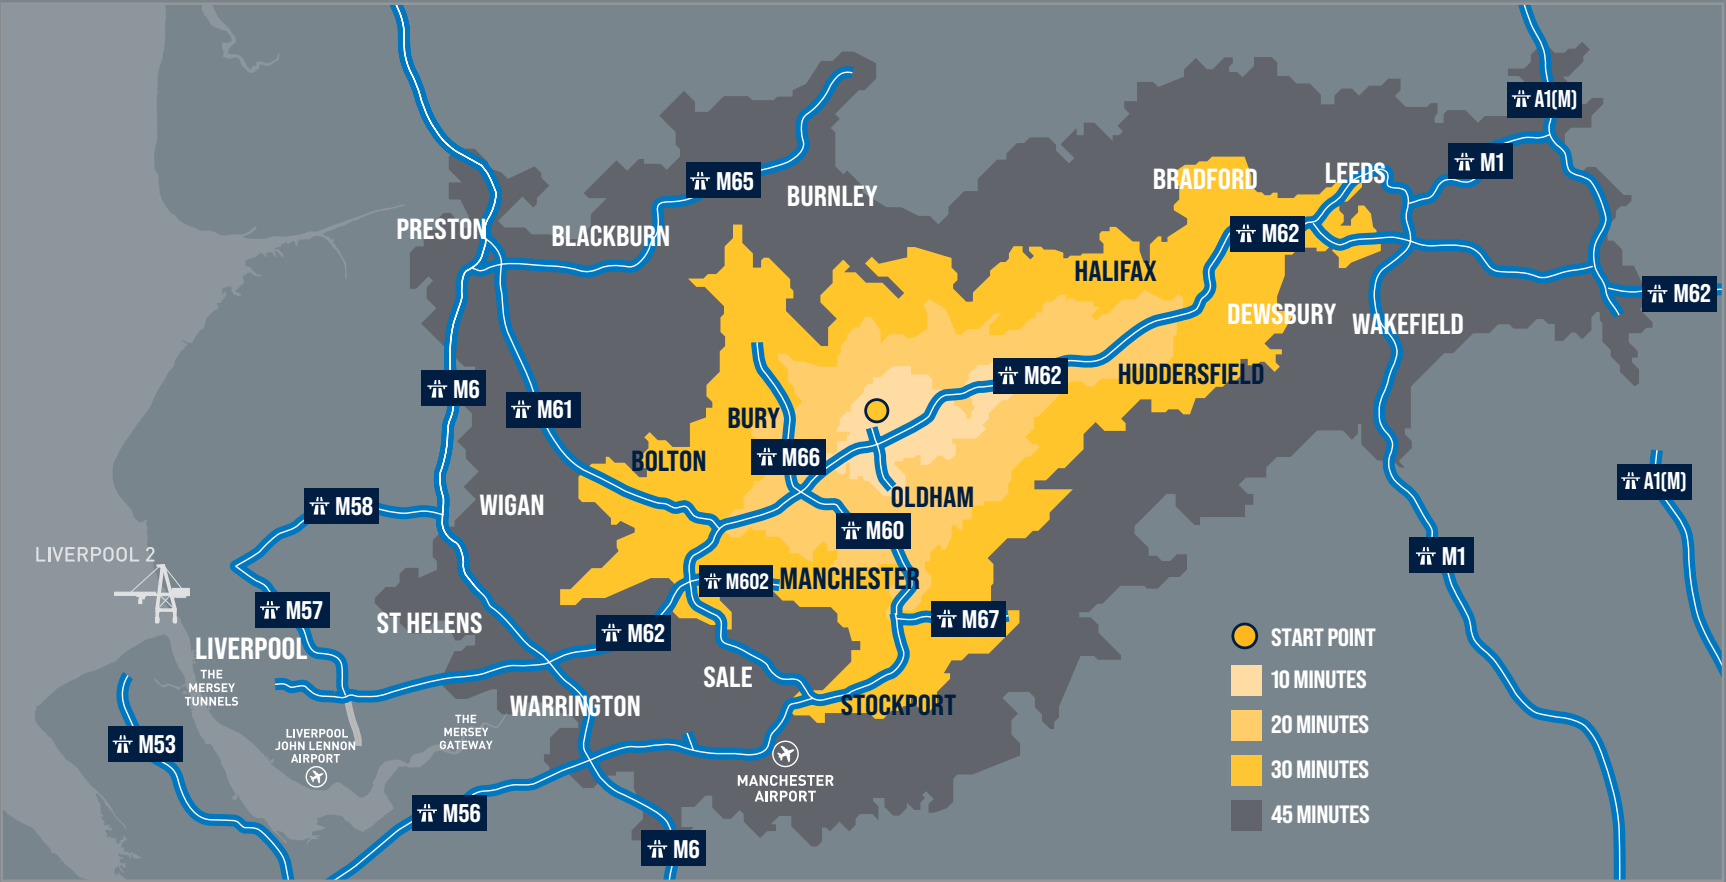 A1(M)
M1
LEEDS
BRADFORD
M65
BURNLEY
PRESTON
BLACKBURN
M62
HALIFAX
M62
DEWSBURY
WAKEFIELD
M62
HUDDERSFIELD
M6
M61
BURY
M66
BOLTON
A1(M)
OLDHAM
WIGAN
M58
M60
LIVERPOOL 2
M1
M602
MANCHESTER
M57
M67
ST HELENS
M62
START POINT
LIVERPOOL
THE
MERSEY
TUNNELS
SALE
10 MINUTES
WARRINGTON
STOCKPORT
THE
MERSEY
GATEWAY
20 MINUTES
M53
LIVERPOOL
JOHN LENNON
AIRPORT
30 MINUTES
MANCHESTER
AIRPORT
M56
45 MINUTES
M6